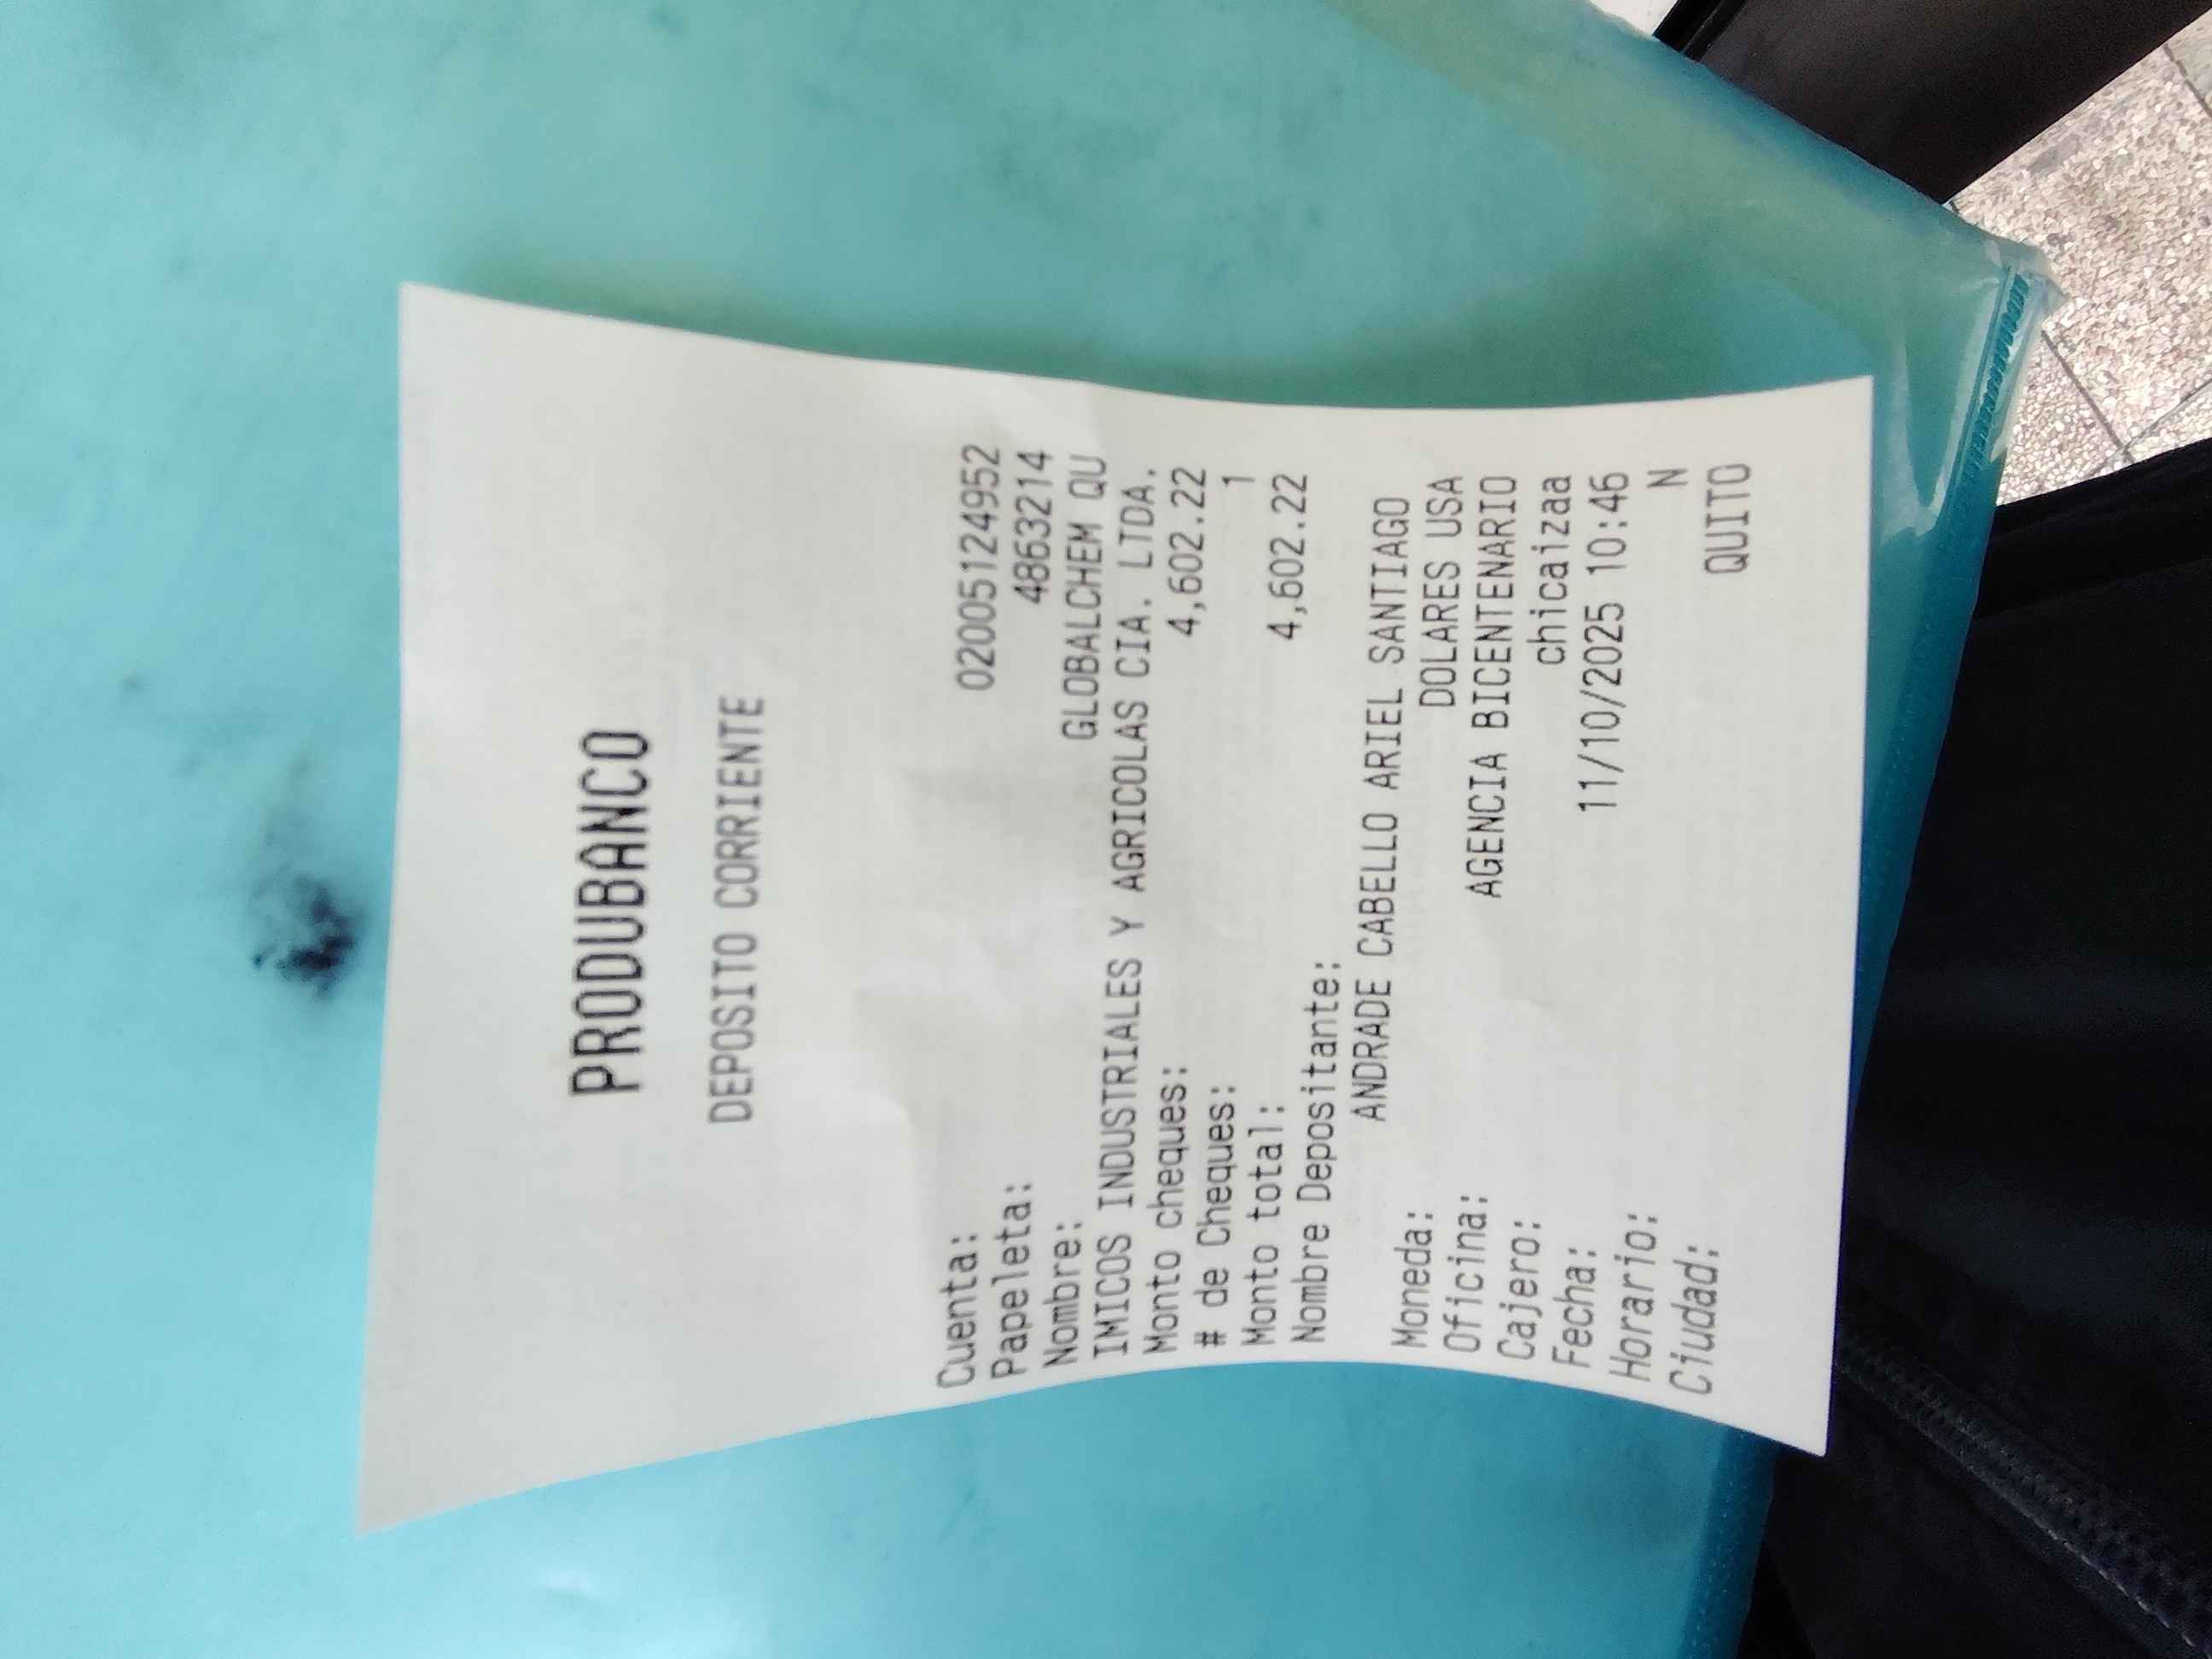 PRODUBANCO
DEPOSITO CORRIENTE
Cuenta: 02005124952
Papeleta: 4863214
Nombre: GLOBALCHEM QU
IMICOS INDUSTRIALES Y AGRICOLAS CIA. LTDA.
Monto cheques: 4,602.22
# de Cheques: 1
Monto total: 4,602.22
Nombre Depositante:
ANDRADE CABELLO ARIEL SANTIAGO
Moneda: DOLARES USA
Oficina: AGENCIA BICENTENARIO
Cajero: chicaizaa
Fecha: 11/10/2025 10:46
Horario: N
Ciudad: QUITO